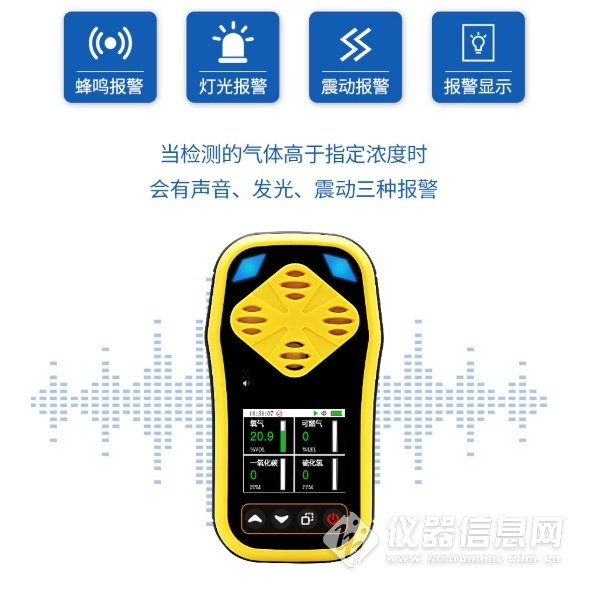 蜂鸣报警
灯光报警
震动报警
报警显示
当检测的气体高于指定浓度时
会有声音、发光、震动三种报警
14:31:07
氧气
20.9
%VOL
可燃气
0
%LEL
一氧化碳
0
PPM
硫化氢
0
PPM
仪器信息网
www.instrument.com.cn